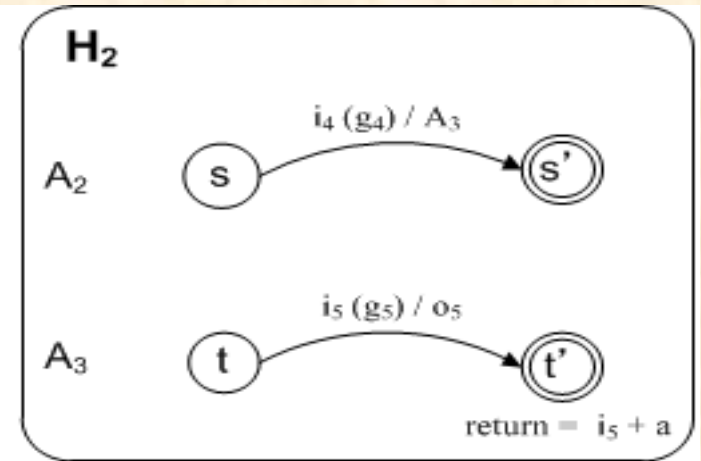 H₂
i₄ (g₄) / A₃
A₂
s
s’
i₅ (g₅) / o₅
A₃
t
t’
return = i₅ + a